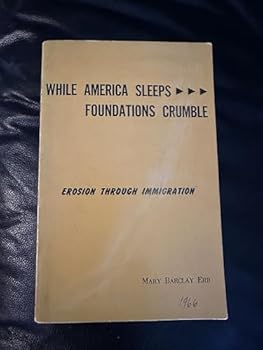 WHILE AMERICA SLEEPS ▶ ▶ ▶
FOUNDATIONS CRUMBLE
EROSION THROUGH IMMIGRATION
MARY BARCLAY ERB
1966